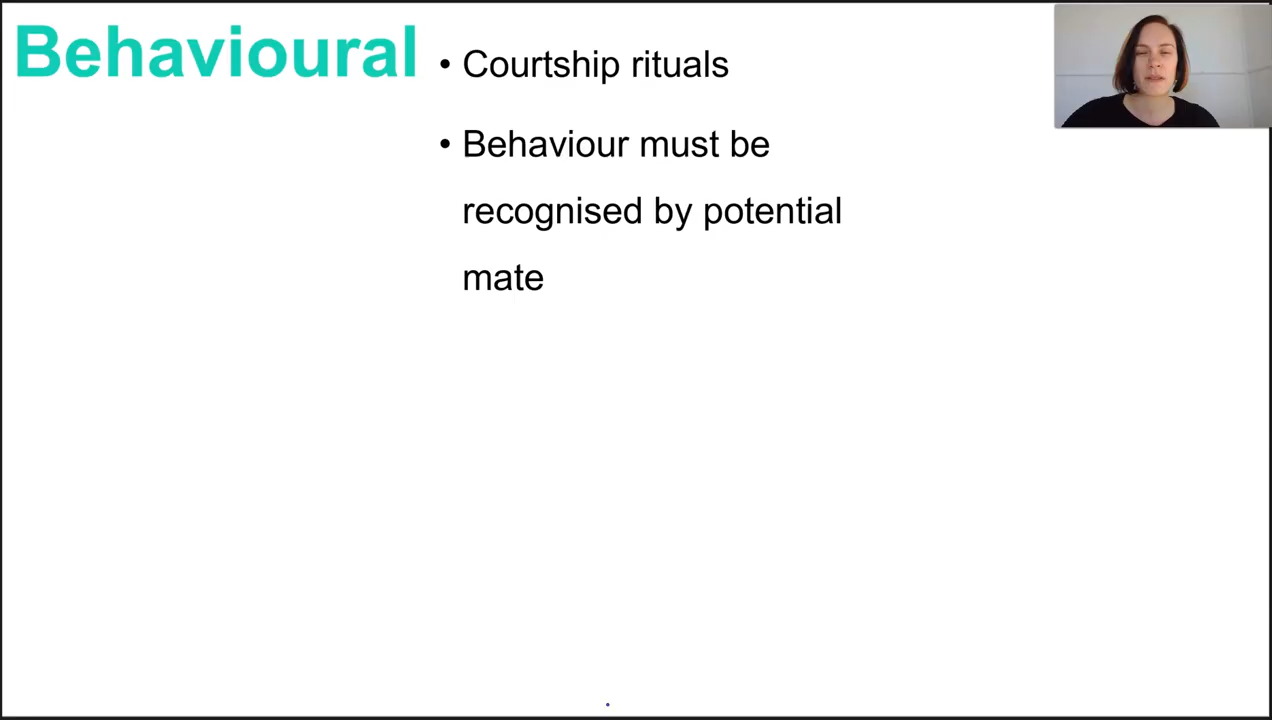 Behavioural
• Courtship rituals
• Behaviour must be
recognised by potential
mate